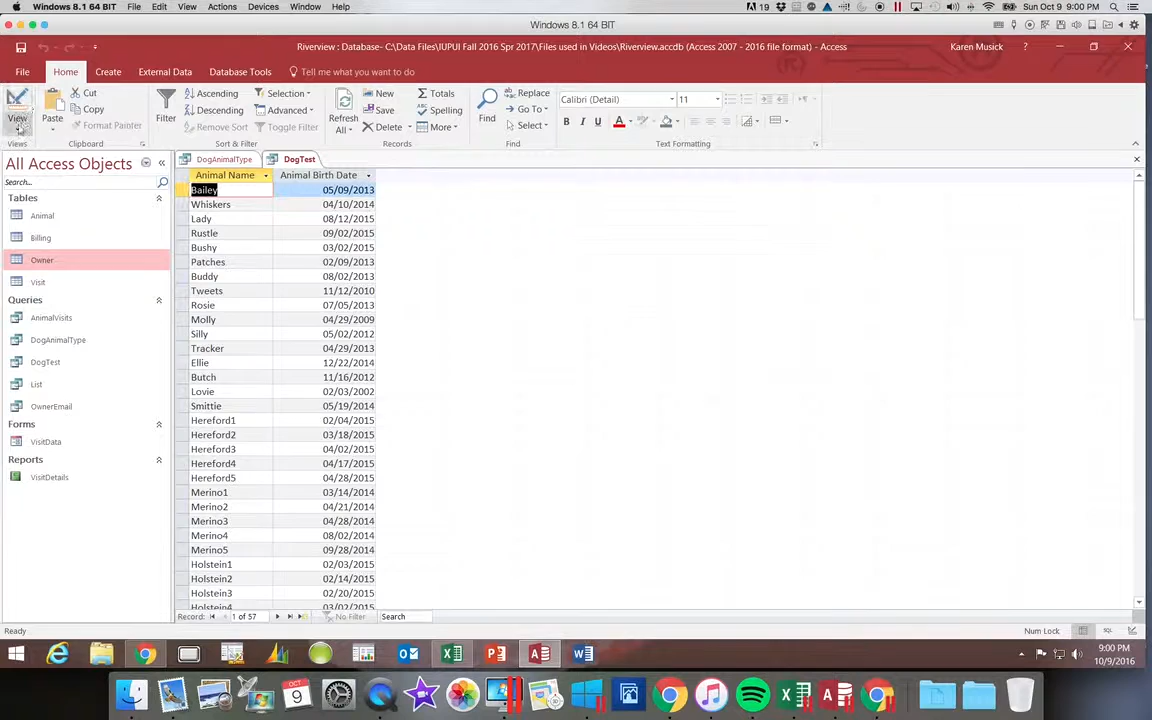 Windows 8.1 64 BIT File Edit View Actions Devices Window Help 19 Sun Oct 9 9:00 PM
Windows 8.1 64 BIT
Riverview : Database- C:\Data Files\IUPUI Fall 2016 Spr 2017\Files used in Videos\Riverview.accdb (Access 2007 - 2016 file format) - Access Karen Musick
File Home Create External Data Database Tools Tell me what you want to do
View
Views
Paste
Cut
Copy
Format Painter
Clipboard
Filter
Ascending
Descending
Remove Sort
Selection
Advanced
Toggle Filter
Sort & Filter
Refresh
All
New
Save
Delete
Totals
Spelling
More
Records
Find
Replace
Go To
Select
Find
Calibri (Detail) 11
B I U A
Text Formatting
All Access Objects
Search...
Tables
Animal
Billing
Owner
Visit
Queries
AnimalVisits
DogAnimalType
DogTest
List
OwnerEmail
Forms
VisitData
Reports
VisitDetails
DogAnimalType DogTest
Animal Name Animal Birth Date
Bailey 05/09/2013
Whiskers 04/10/2014
Lady 08/12/2015
Rustle 09/02/2015
Bushy 03/02/2015
Patches 02/09/2013
Buddy 08/02/2013
Tweets 11/12/2010
Rosie 07/05/2013
Molly 04/29/2009
Silly 05/02/2012
Tracker 04/29/2013
Ellie 12/22/2014
Butch 11/16/2012
Lovie 02/03/2002
Smittie 05/19/2014
Hereford1 02/04/2015
Hereford2 03/18/2015
Hereford3 04/02/2015
Hereford4 04/17/2015
Hereford5 04/28/2015
Merino1 03/14/2014
Merino2 04/21/2014
Merino3 04/28/2014
Merino4 08/02/2014
Merino5 09/28/2014
Holstein1 02/03/2015
Holstein2 02/14/2015
Holstein3 02/20/2015
Holstein4 03/02/2015
Record: 1 of 57 No Filter Search
Ready Num Lock SQL
9:00 PM
10/9/2016
OCT
9